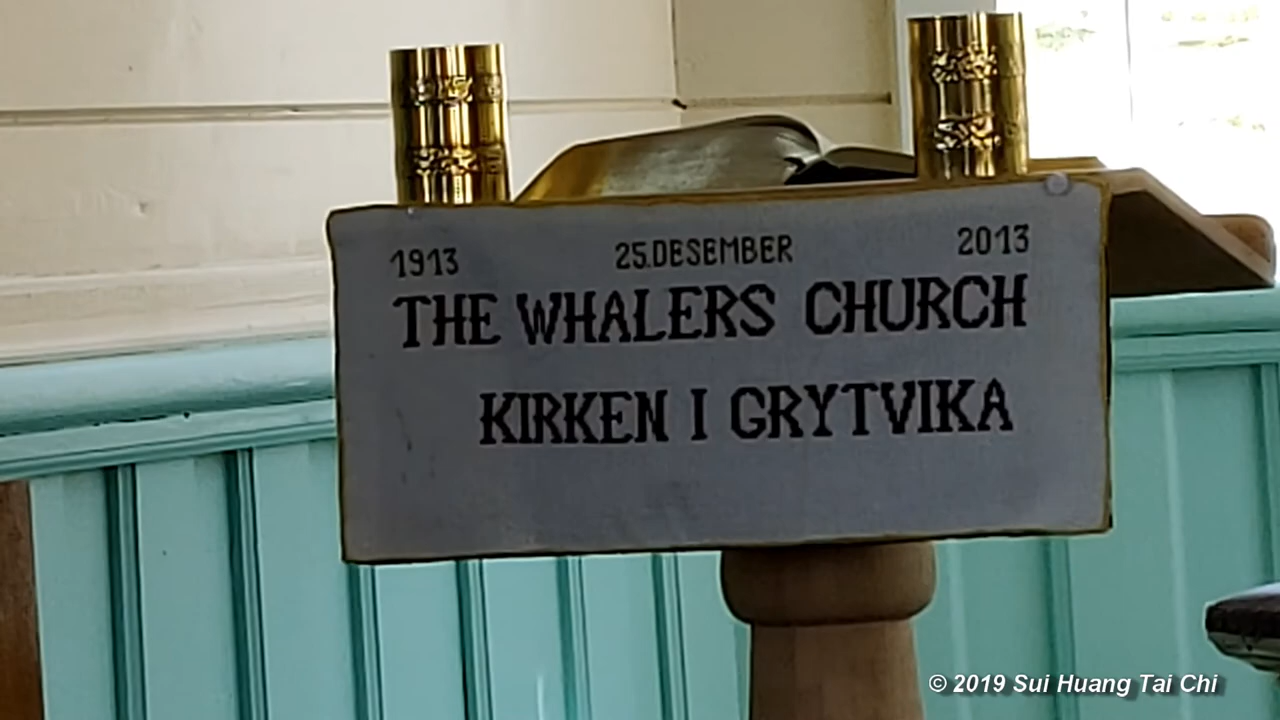 1913 25.DESEMBER 2013
THE WHALERS CHURCH
KIRKEN I GRYTVIKA
© 2019 Sui Huang Tai Chi